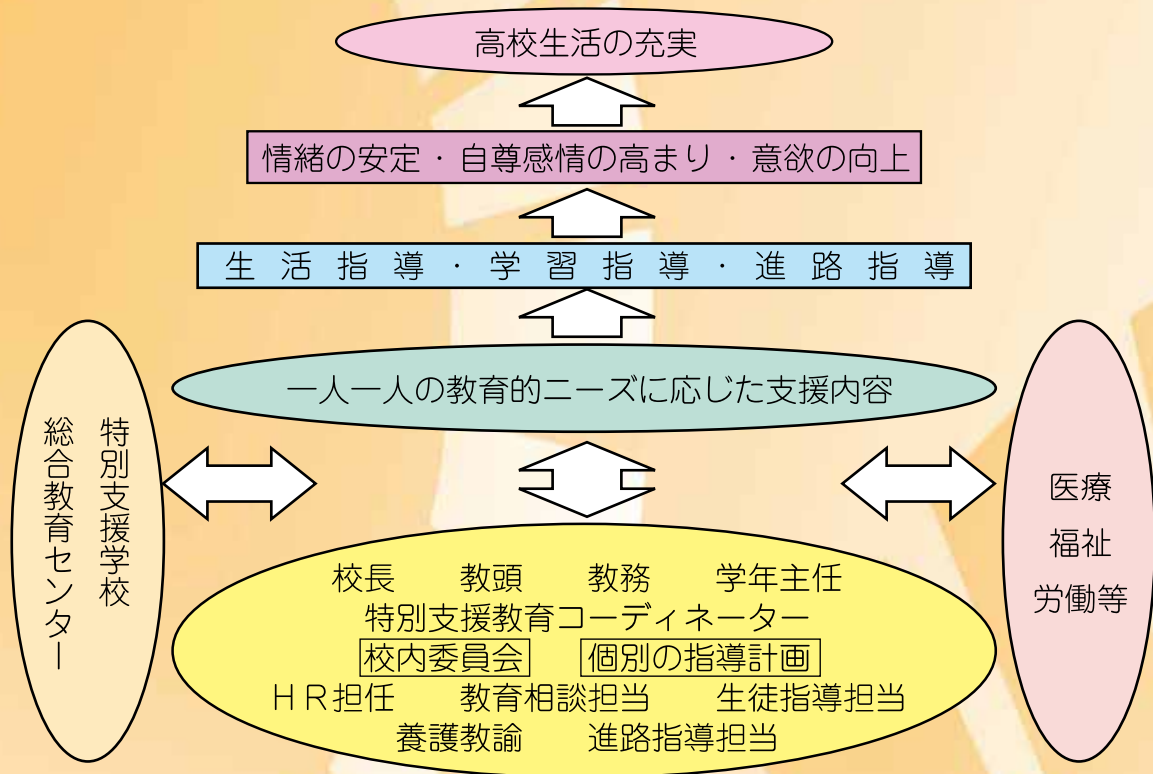 高校生活の充実
情緒の安定・自尊感情の高まり・意欲の向上
生活指導・学習指導・進路指導
一人一人の教育的ニーズに応じた支援内容
特別支援学校
総合教育センター
医療
福祉
労働等
校長 教頭 教務 学年主任
特別支援教育コーディネーター
校内委員会 個別の指導計画
HR担任 教育相談担当 生徒指導担当
養護教諭 進路指導担当